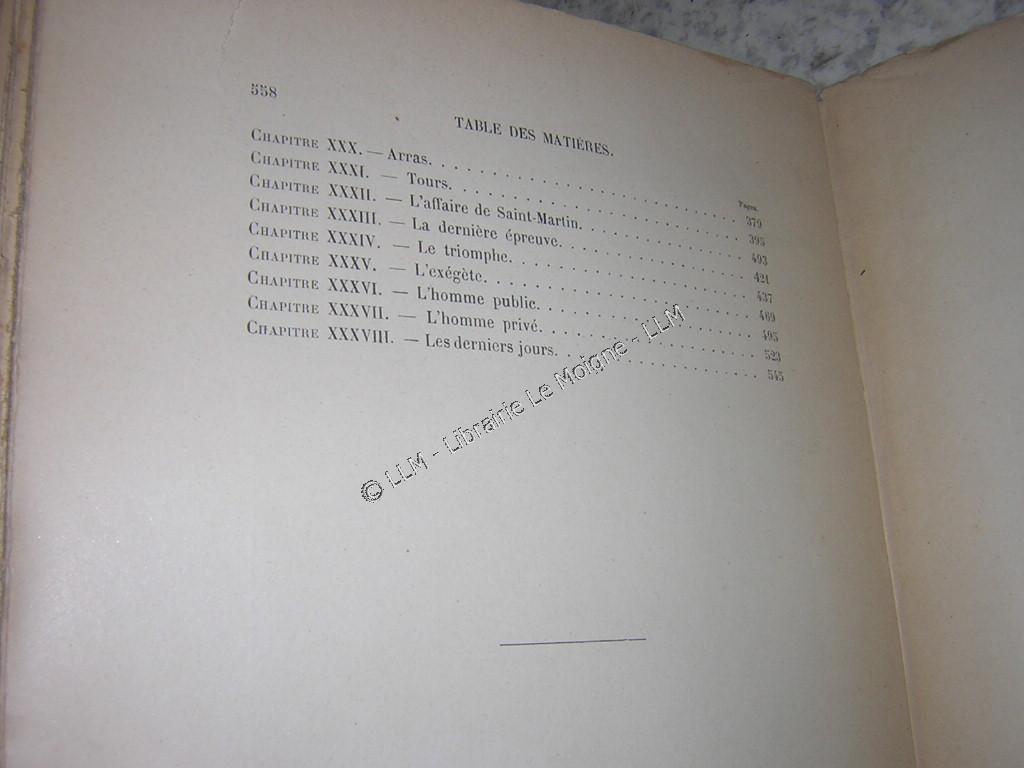 558
TABLE DES MATIÈRES.
Pages.
CHAPITRE XXX. — Arras. 379
CHAPITRE XXXI. — Tours. 395
CHAPITRE XXXII. — L'affaire de Saint-Martin. 403
CHAPITRE XXXIII. — La dernière épreuve. 421
CHAPITRE XXXIV. — Le triomphe. 437
CHAPITRE XXXV. — L'exégète. 469
CHAPITRE XXXVI. — L'homme public. 495
CHAPITRE XXXVII. — L'homme privé. 523
CHAPITRE XXXVIII. — Les derniers jours. 545
© LLM - Librairie Le Moigne - LLM